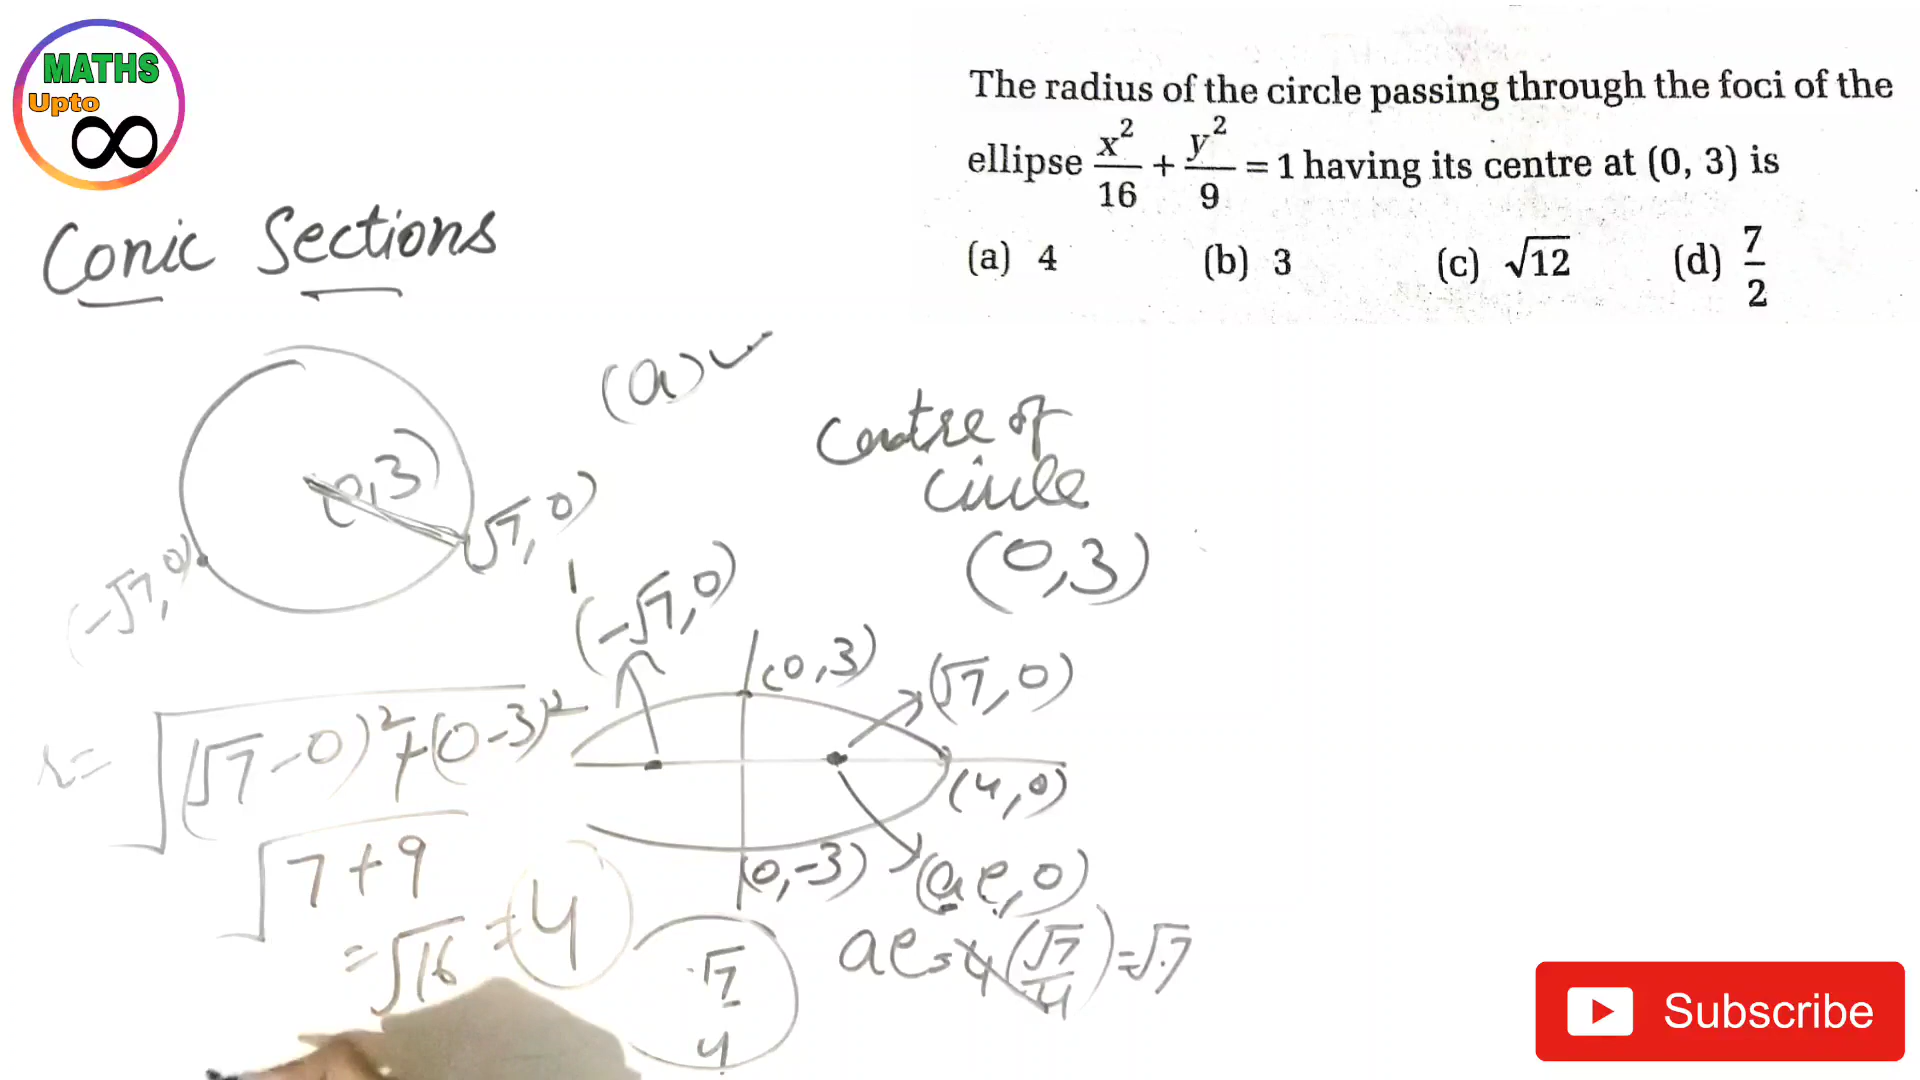 MATHS
Upto
∞
The radius of the circle passing through the foci of the
ellipse x²/16 + y²/9 = 1 having its centre at (0, 3) is
(a) 4 (b) 3 (c) √12 (d) 7/2
Conic Sections
(a) ✓
(0,3)
√7, 0)
(-√7, 0)
Centre of
circle
(0,3)
(-√7, 0)
(0,3)
(√7, 0)
(4,0)
(0,-3)
(ae, 0)
r = √((√7-0)²+(0-3)²
√7+9
=√16 = 4
√7/4
ae = 4(√7/4) = √7
Subscribe